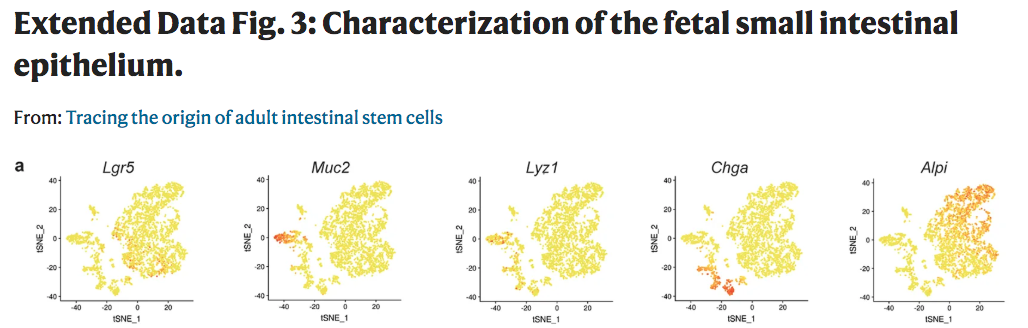 Extended Data Fig. 3: Characterization of the fetal small intestinal
epithelium.
From: Tracing the origin of adult intestinal stem cells
a Lgr5 Muc2 Lyz1 Chga Alpi
40 40 40 40 40
20 20 20 20 20
tSNE_2 tSNE_2 tSNE_2 tSNE_2 tSNE_2
0 0 0 0 0
-20 -20 -20 -20 -20
-40 -40 -40 -40 -40
-40 -20 0 20 -40 -20 0 20 -40 -20 0 20 -40 -20 0 20 -40 -20 0 20
tSNE_1 tSNE_1 tSNE_1 tSNE_1 tSNE_1